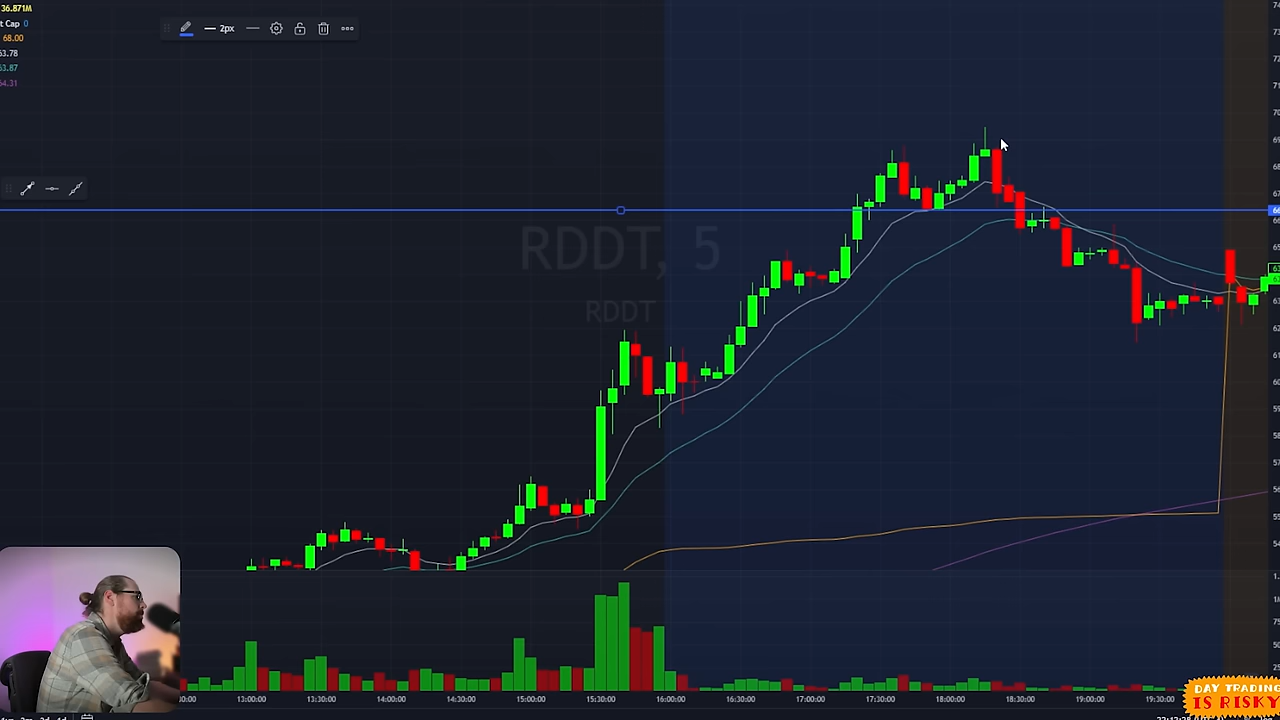 36.871M
t Cap 0
68.00
63.78
63.87
64.31
2px
RDDT, 5
RDDT
13:00:00
13:30:00
14:00:00
14:30:00
15:00:00
15:30:00
16:00:00
16:30:00
17:00:00
17:30:00
18:00:00
18:30:00
19:00:00
19:30:00
DAY TRADING
IS RISKY